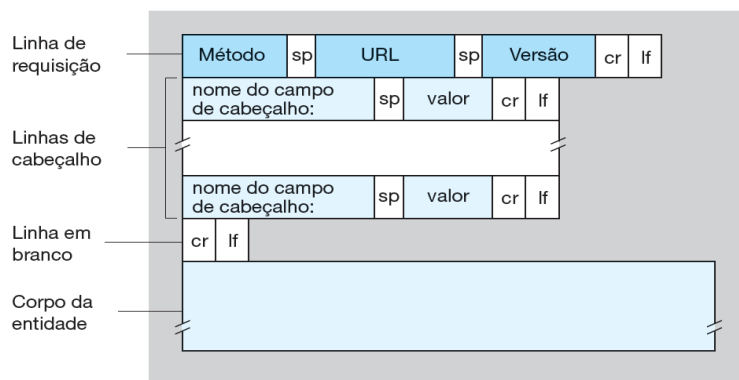 Linha de
requisição
Método sp URL sp Versão cr lf
Linhas de
cabeçalho
nome do campo
de cabeçalho: sp valor cr lf
nome do campo
de cabeçalho: sp valor cr lf
Linha em
branco
cr lf
Corpo da
entidade